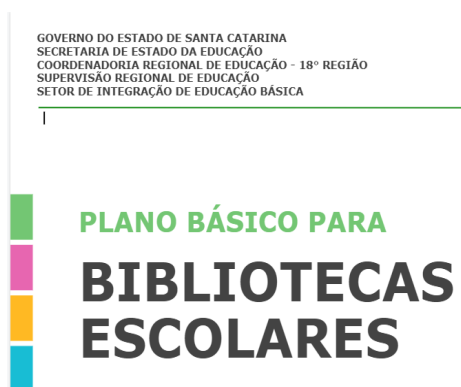 GOVERNO DO ESTADO DE SANTA CATARINA
SECRETARIA DE ESTADO DA EDUCAÇÃO
COORDENADORIA REGIONAL DE EDUCAÇÃO - 18° REGIÃO
SUPERVISÃO REGIONAL DE EDUCAÇÃO
SETOR DE INTEGRAÇÃO DE EDUCAÇÃO BÁSICA
PLANO BÁSICO PARA
BIBLIOTECAS
ESCOLARES